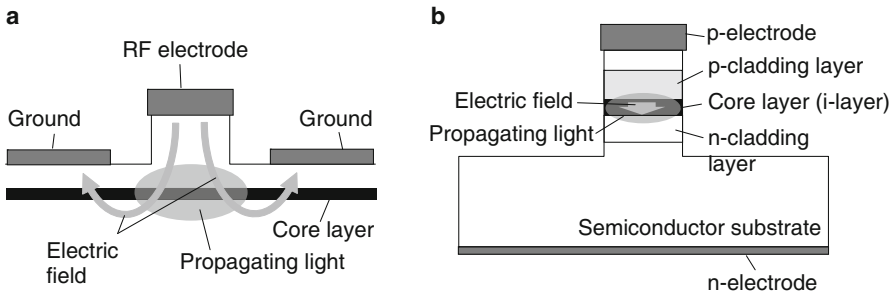 a
RF electrode
Ground
Ground
Core layer
Electric
field
Propagating light
b
p-electrode
p-cladding layer
Electric field
Core layer (i-layer)
Propagating light
n-cladding
layer
Semiconductor substrate
n-electrode